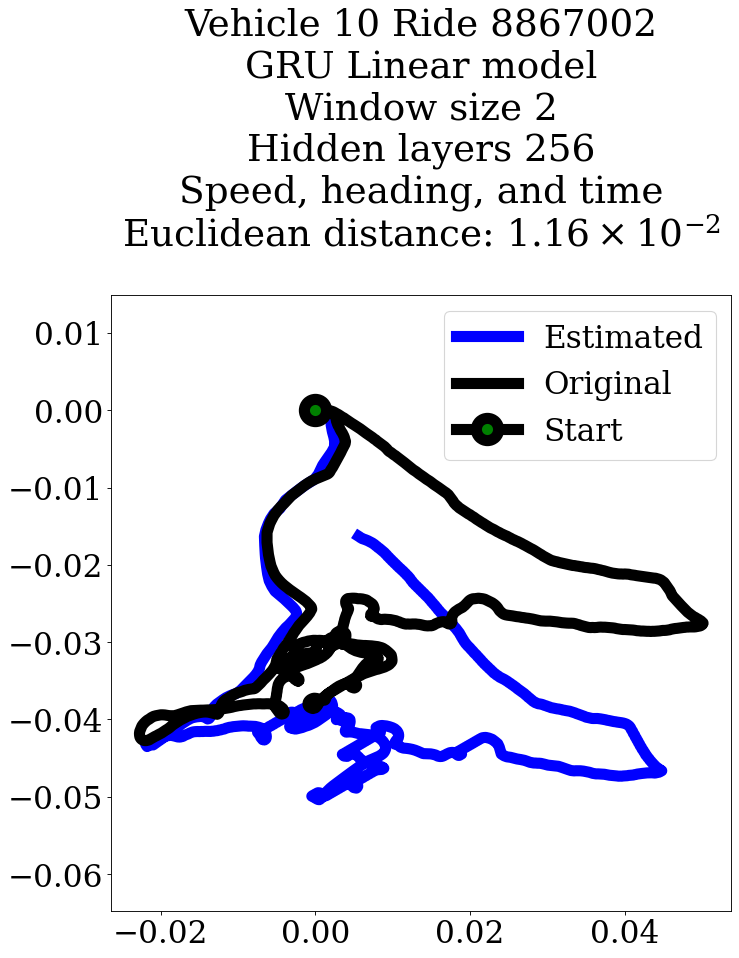 Vehicle 10 Ride 8867002
GRU Linear model
Window size 2
Hidden layers 256
Speed, heading, and time
Euclidean distance: 1.16 × 10⁻²
Estimated
Original
Start
0.01
0.00
−0.01
−0.02
−0.03
−0.04
−0.05
−0.06
−0.02 0.00 0.02 0.04